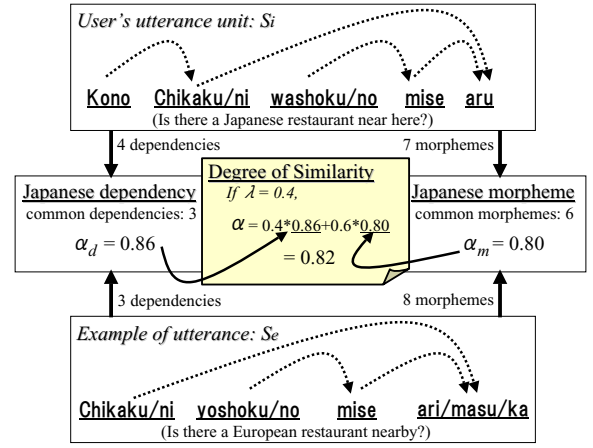 User's utterance unit: Si
Kono Chikaku/ni washoku/no mise aru
(Is there a Japanese restaurant near here?)
4 dependencies
7 morphemes
Japanese dependency
common dependencies: 3
αd = 0.86
Degree of Similarity
If λ = 0.4,
α = 0.4*0.86+0.6*0.80
= 0.82
Japanese morpheme
common morphemes: 6
αm = 0.80
3 dependencies
8 morphemes
Example of utterance: Se
Chikaku/ni yoshoku/no mise ari/masu/ka
(Is there a European restaurant nearby?)